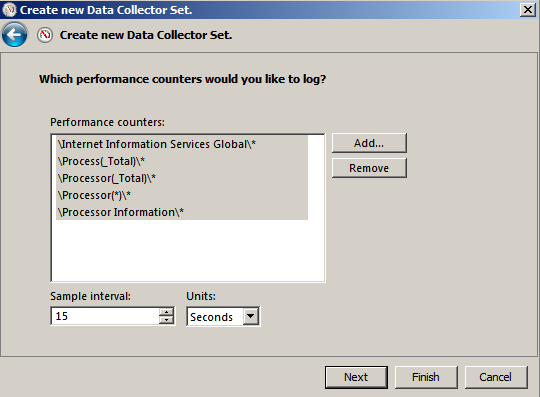 Create new Data Collector Set.
Create new Data Collector Set.
Which performance counters would you like to log?
Performance counters:
\Internet Information Services Global\*
\Process(_Total)\*
\Processor(_Total)\*
\Processor(*)\*
\Processor Information\*
Add...
Remove
Sample interval:
Units:
15
Seconds
Next
Finish
Cancel